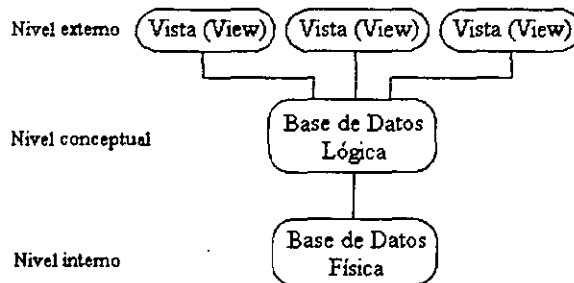 Nivel externo Vista (View) Vista (View) Vista (View)
Nivel conceptual
Base de Datos
Lógica
Nivel interno
Base de Datos
Física